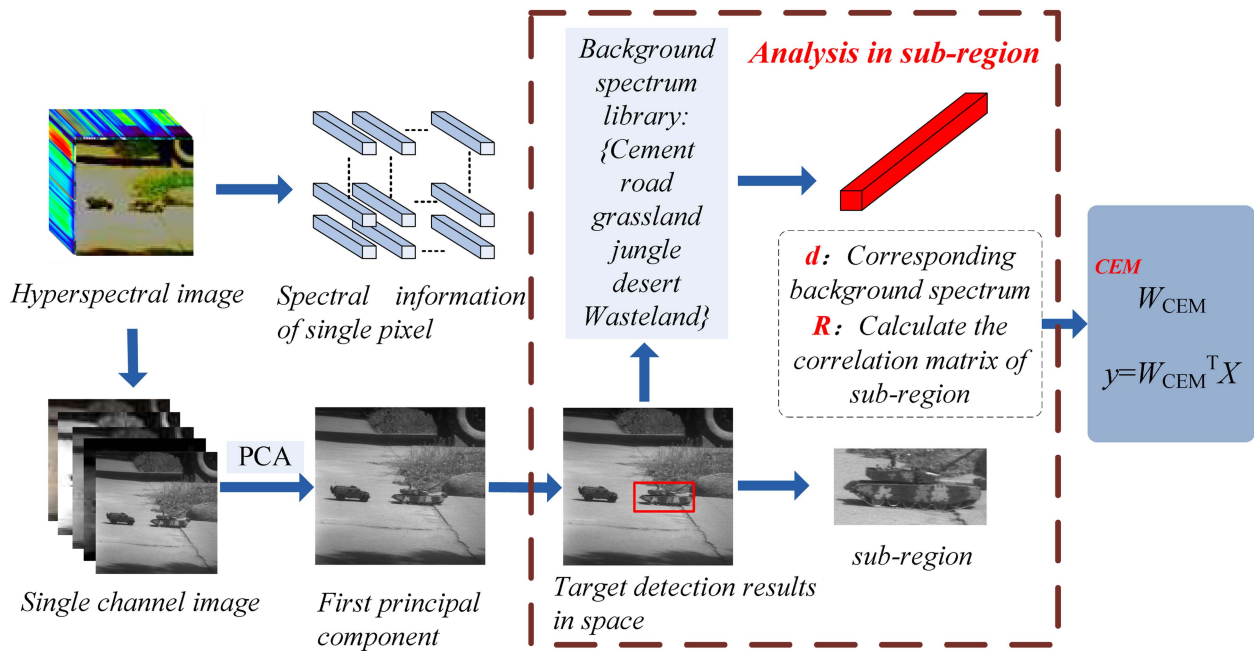 Background
spectrum
library:
{Cement
road
grassland
jungle
desert
Wasteland}
Analysis in sub-region
Hyperspectral image
Spectral information
of single pixel
d：Corresponding
background spectrum
R：Calculate the
correlation matrix of
sub-region
CEM
W_CEM
y=W_CEM^T X
PCA
Single channel image
First principal
component
Target detection results
in space
sub-region